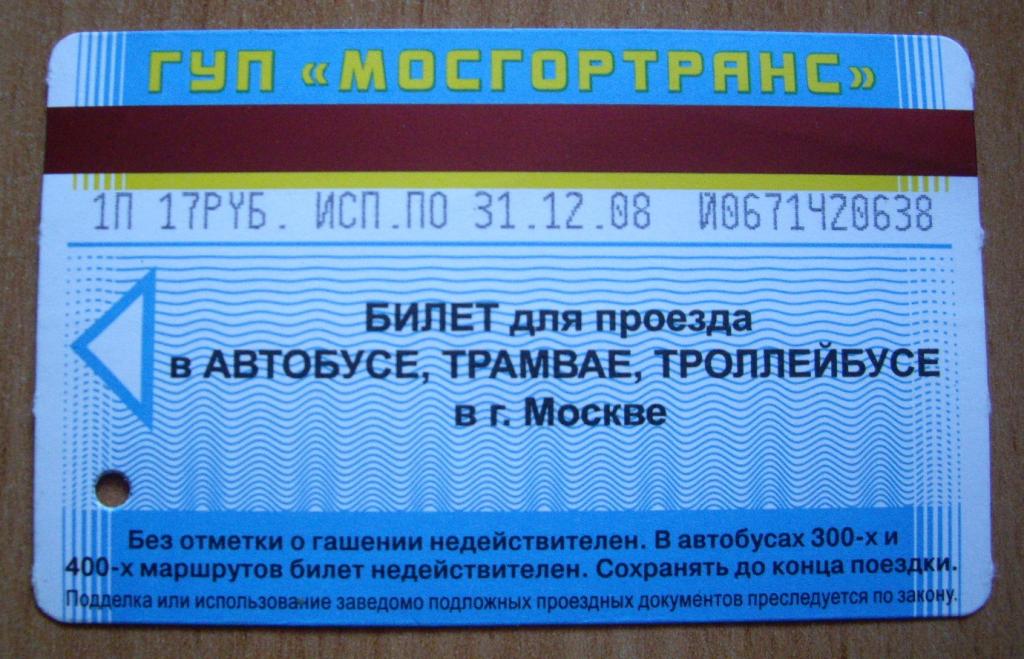 ГУП «МОСГОРТРАНС»
1П 17РУБ. ИСП.ПО 31.12.08 Й0671420638
БИЛЕТ для проезда
в АВТОБУСЕ, ТРАМВАЕ, ТРОЛЛЕЙБУСЕ
в г. Москве
Без отметки о гашении недействителен. В автобусах 300-х и
400-х маршрутов билет недействителен. Сохранять до конца поездки.
Подделка или использование заведомо подложных проездных документов преследуется по закону.